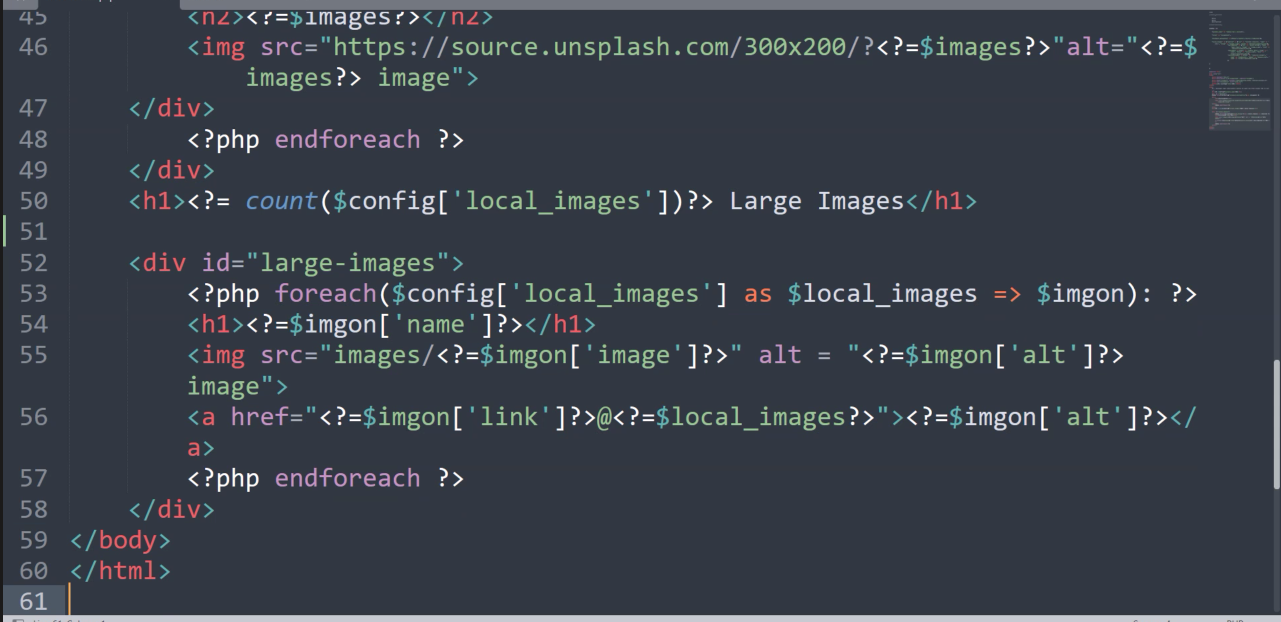 45 <h2><?=$images?></h2>
46 <img src="https://source.unsplash.com/300x200/?<?=$images?>"alt="<?=$
images?> image">
47 </div>
48 <?php endforeach ?>
49 </div>
50 <h1><?= count($config['local_images'])?> Large Images</h1>
51
52 <div id="large-images">
53 <?php foreach($config['local_images'] as $local_images => $imgon): ?>
54 <h1><?=$imgon['name']?></h1>
55 <img src="images/<?=$imgon['image']?>" alt = "<?=$imgon['alt']?>
image">
56 <a href="<?=$imgon['link']?>@<?=$local_images?>"><?=$imgon['alt']?></
a>
57 <?php endforeach ?>
58 </div>
59 </body>
60 </html>
61